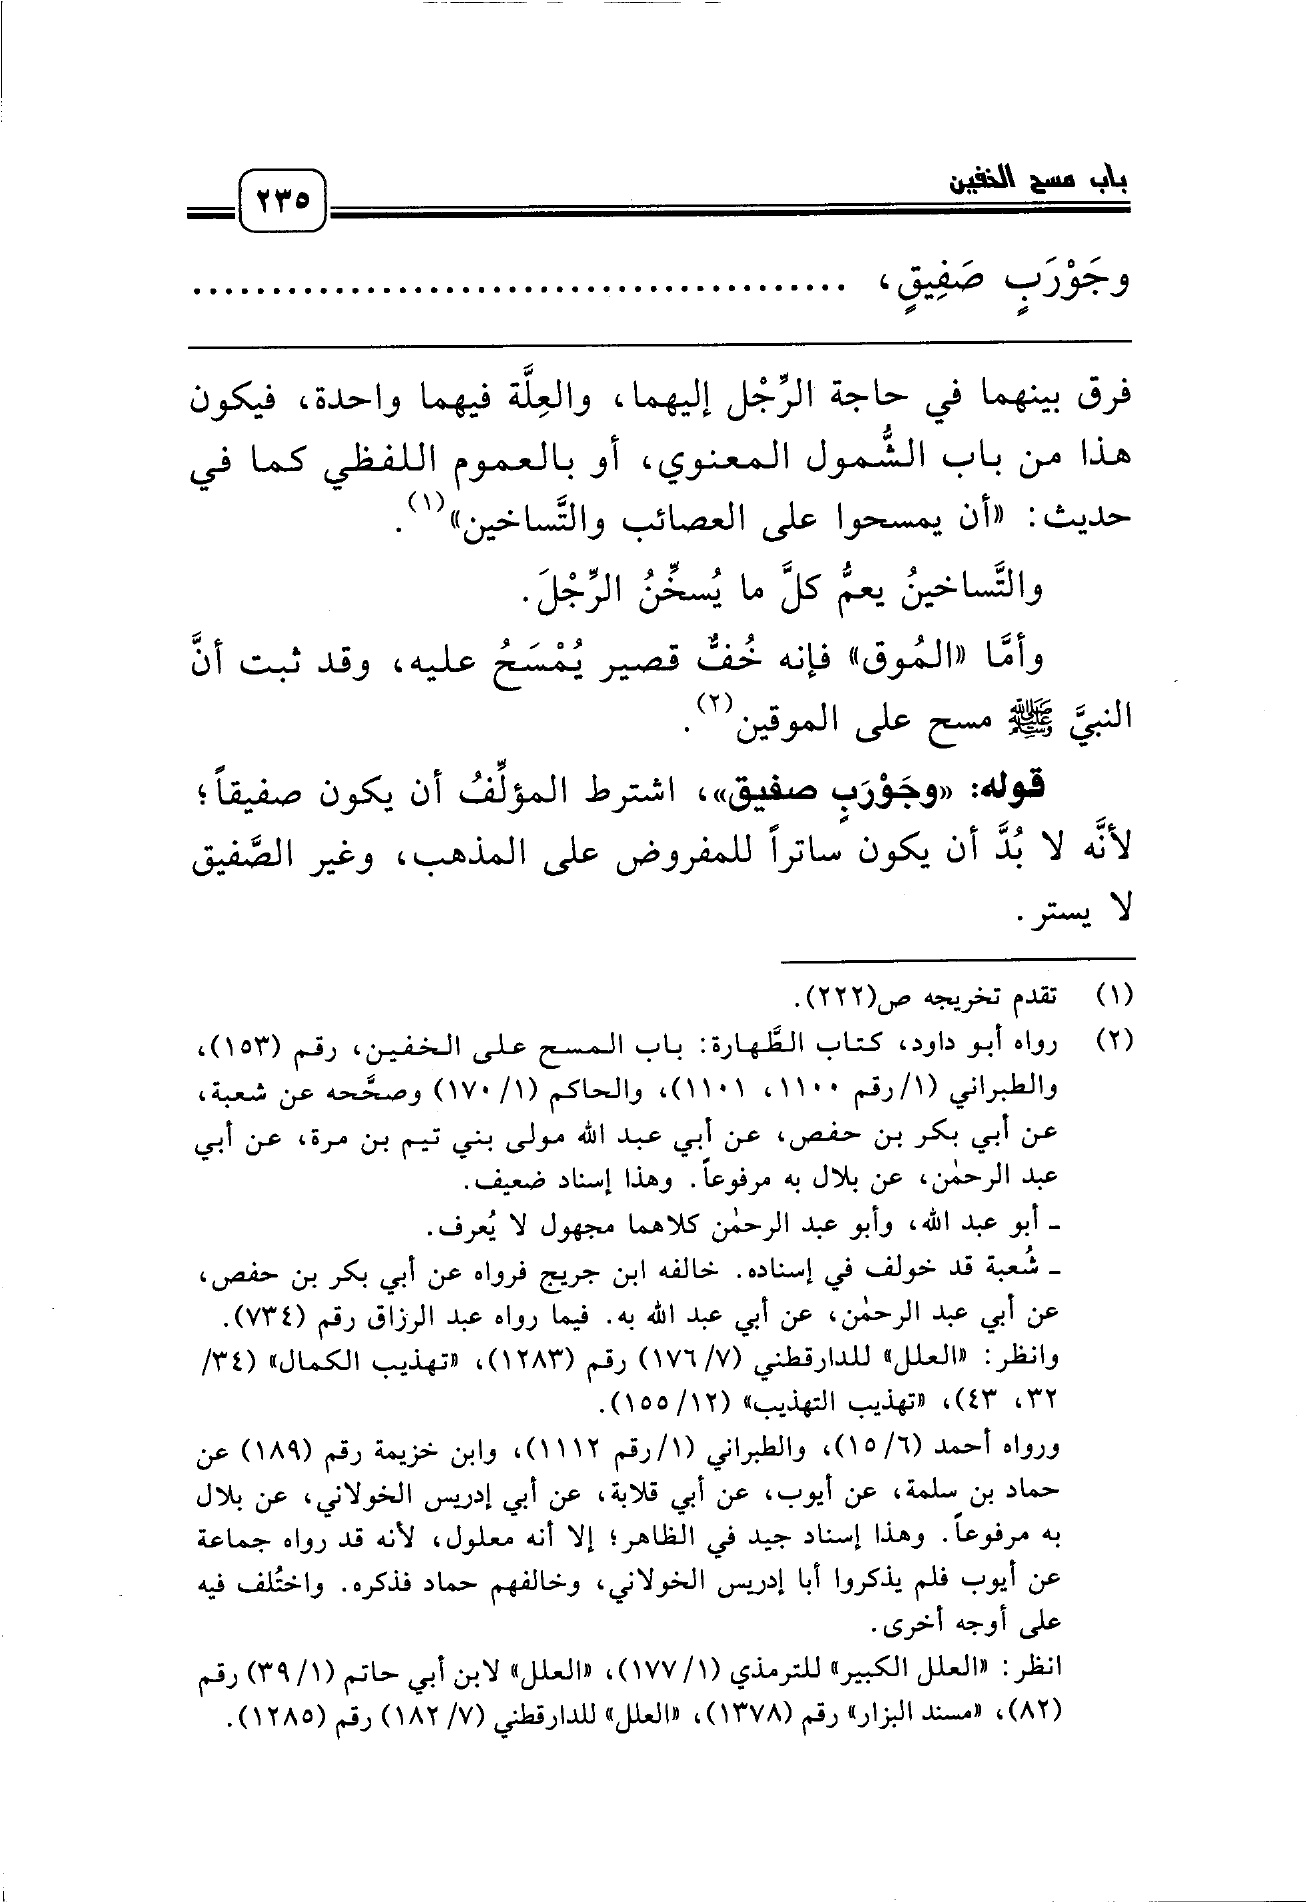 باب مسح الخفين
٢٣٥
وجَوْرَبٍ صَفِيقٍ، ..........................................
فرق بينهما في حاجة الرِّجْل إليهما، والعِلَّة فيهما واحدة، فيكون
هذا من باب الشُّمول المعنوي، أو بالعموم اللفظي كما في
حديث: «أن يمسحوا على العصائب والتَّساخين»(١).
والتَّساخينُ يعمُّ كلَّ ما يُسخِّنُ الرِّجْلَ.
وأمَّا «المُوق» فإنه خُفٌّ قصير يُمْسَحُ عليه، وقد ثبت أنَّ
النبيَّ ﷺ مسح على الموقين(٢).
قوله: «وجَوْرَبٍ صفيق»، اشترط المؤلِّفُ أن يكون صفيقاً؛
لأنَّه لا بُدَّ أن يكون ساتراً للمفروض على المذهب، وغير الصَّفيق
لا يستر.
(١) تقدم تخريجه ص(٢٢٢).
(٢) رواه أبو داود، كتاب الطَّهارة: باب المسح على الخفين، رقم (١٥٣)،
والطبراني (١/رقم ١١٠٠، ١١٠١)، والحاكم (١/ ١٧٠) وصحَّحه عن شعبة،
عن أبي بكر بن حفص، عن أبي عبد الله مولى بني تيم بن مرة، عن أبي
عبد الرحمٰن، عن بلال به مرفوعاً. وهذا إسناد ضعيف.
ـ أبو عبد الله، وأبو عبد الرحمٰن كلاهما مجهول لا يُعرف.
ـ شُعبة قد خولف في إسناده. خالفه ابن جريج فرواه عن أبي بكر بن حفص،
عن أبي عبد الرحمٰن، عن أبي عبد الله به. فيما رواه عبد الرزاق رقم (٧٣٤).
وانظر: «العلل» للدارقطني (٧/ ١٧٦) رقم (١٢٨٣)، «تهذيب الكمال» (٣٤/
٣٢، ٤٣)، «تهذيب التهذيب» (١٢/ ١٥٥).
ورواه أحمد (٦/ ١٥)، والطبراني (١/رقم ١١١٢)، وابن خزيمة رقم (١٨٩) عن
حماد بن سلمة، عن أيوب، عن أبي قلابة، عن أبي إدريس الخولاني، عن بلال
به مرفوعاً. وهذا إسناد جيد في الظاهر؛ إلا أنه معلول، لأنه قد رواه جماعة
عن أيوب فلم يذكروا أبا إدريس الخولاني، وخالفهم حماد فذكره. واختُلف فيه
على أوجه أخرى.
انظر: «العلل الكبير» للترمذي (١/ ١٧٧)، «العلل» لابن أبي حاتم (١/ ٣٩) رقم
(٨٢)، «مسند البزار» رقم (١٣٧٨)، «العلل» للدارقطني (٧/ ١٨٢) رقم (١٢٨٥).